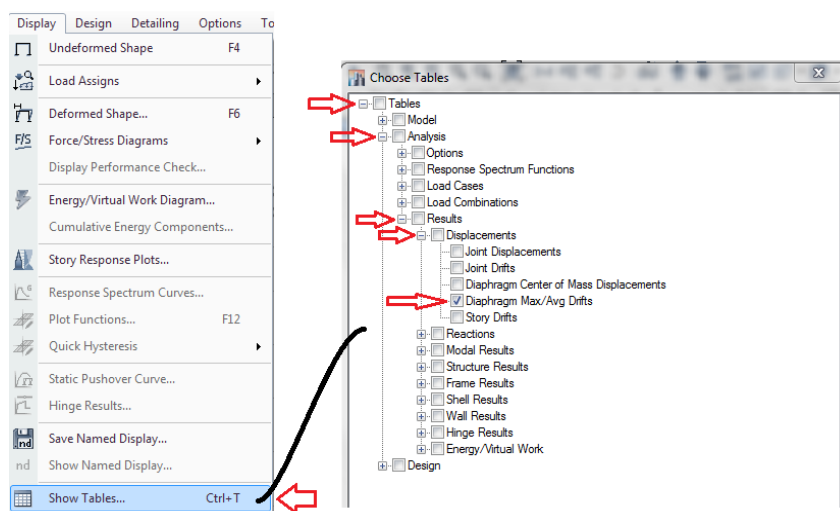 Display Design Detailing Options To
Undeformed Shape F4
Load Assigns
Deformed Shape... F6
F/S Force/Stress Diagrams
Display Performance Check...
Energy/Virtual Work Diagram...
Cumulative Energy Components...
Story Response Plots...
Response Spectrum Curves...
Plot Functions... F12
Quick Hysteresis
Static Pushover Curve...
Hinge Results...
nd Save Named Display...
nd Show Named Display...
Show Tables... Ctrl+T
Choose Tables
Tables
Model
Analysis
Options
Response Spectrum Functions
Load Cases
Load Combinations
Results
Displacements
Joint Displacements
Joint Drifts
Diaphragm Center of Mass Displacements
Diaphragm Max/Avg Drifts
Story Drifts
Reactions
Modal Results
Structure Results
Frame Results
Shell Results
Wall Results
Hinge Results
Energy/Virtual Work
Design